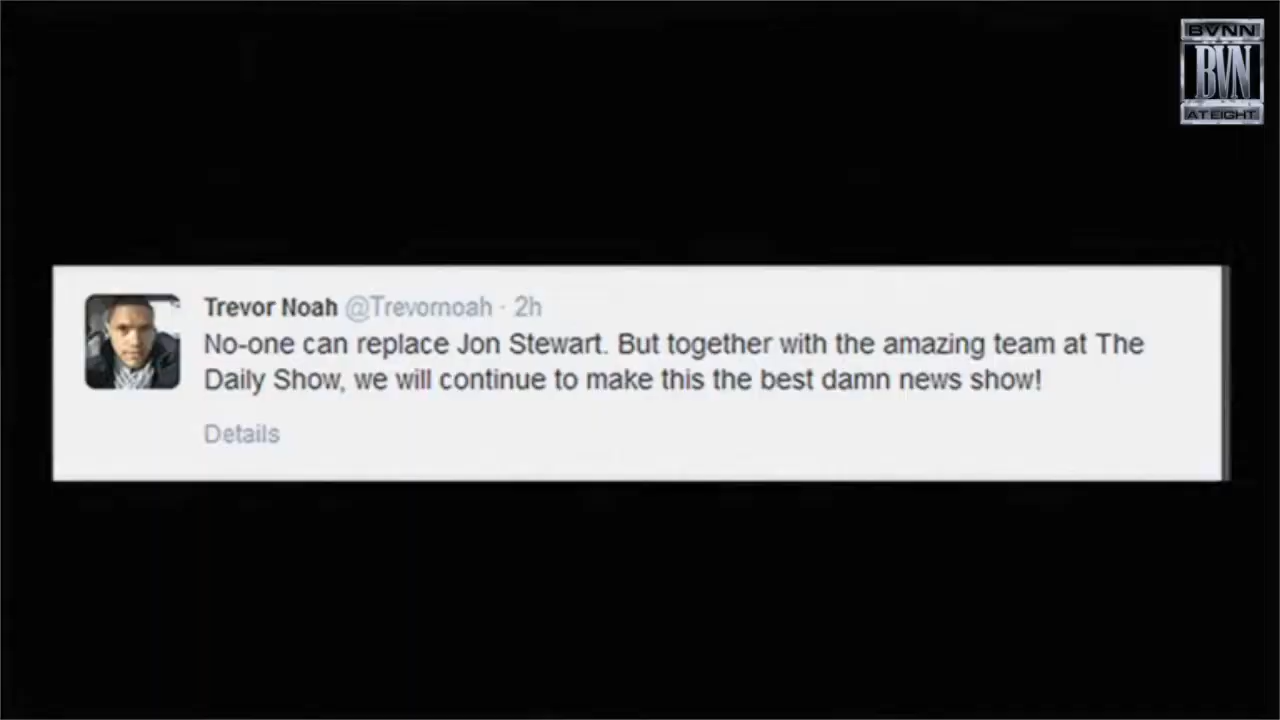 BVNN
BVN
AT EIGHT
Trevor Noah @Trevornoah · 2h
No-one can replace Jon Stewart. But together with the amazing team at The
Daily Show, we will continue to make this the best damn news show!
Details